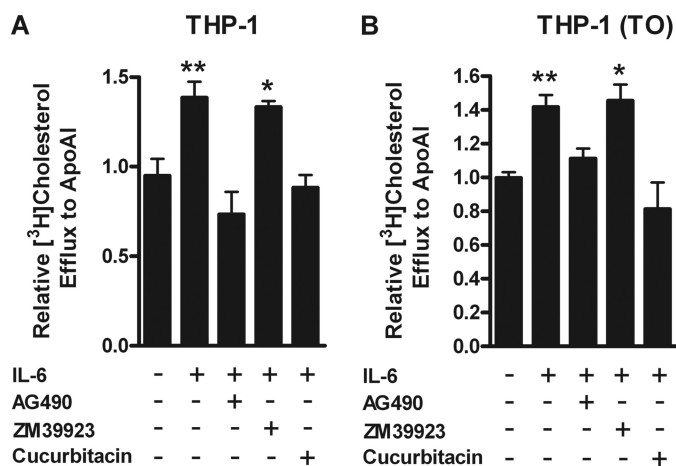 A THP-1
Relative [³H]Cholesterol
Efflux to ApoAI
1.5
1.0
0.5
0.0
** *
IL-6 - + + + +
AG490 - - + - -
ZM39923 - - - + -
Cucurbitacin - - - - +
B THP-1 (TO)
Relative [³H]Cholesterol
Efflux to ApoAI
1.6
1.4
1.2
1.0
0.8
0.6
0.4
0.2
0.0
** *
IL-6 - + + + +
AG490 - - + - -
ZM39923 - - - + -
Cucurbitacin - - - - +